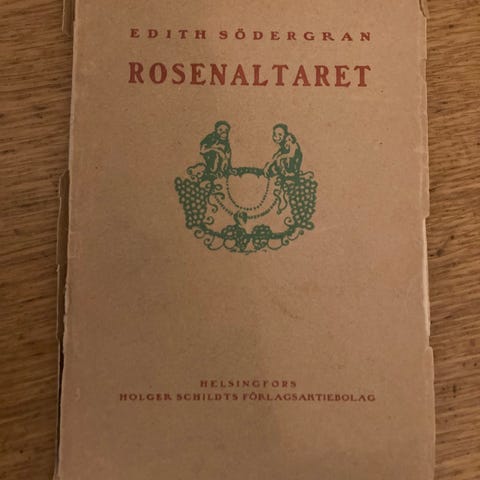 EDITH SÖDERGRAN
ROSENALTARET
HELSINGFORS
HOLGER SCHILDTS FÖRLAGSAKTIEBOLAG